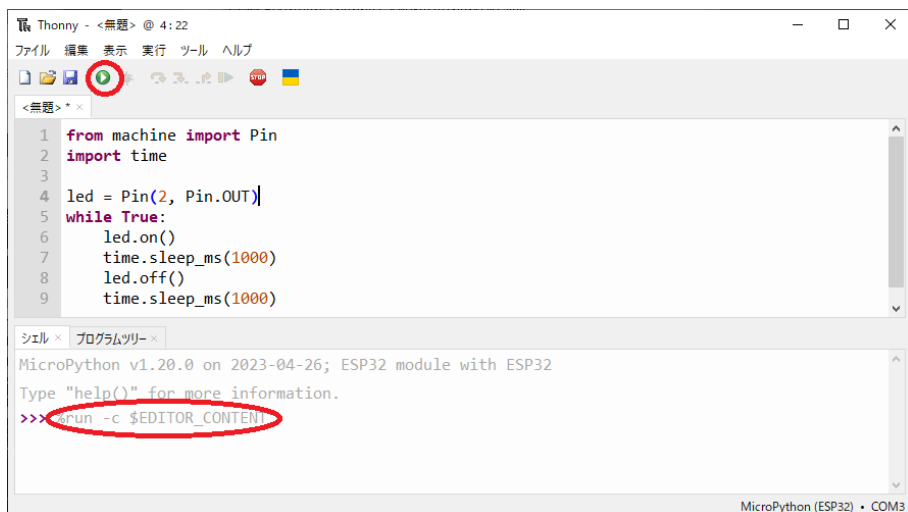 Thonny - <無題> @ 4:22
ファイル 編集 表示 実行 ツール ヘルプ
STOP
<無題> * ×
1 from machine import Pin
2 import time
3
4 led = Pin(2, Pin.OUT)
5 while True:
6     led.on()
7     time.sleep_ms(1000)
8     led.off()
9     time.sleep_ms(1000)
シェル × プログラムツリー ×
MicroPython v1.20.0 on 2023-04-26; ESP32 module with ESP32
Type "help()" for more information.
>>> %run -c $EDITOR_CONTENT
MicroPython (ESP32) • COM3